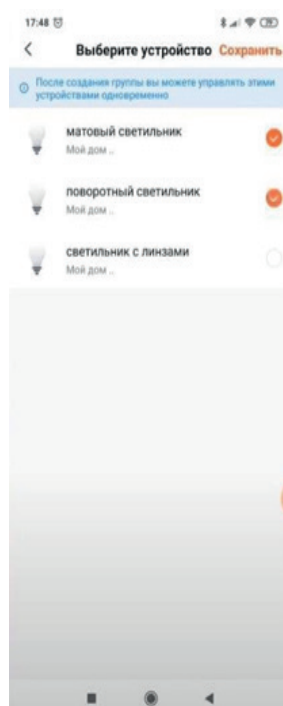 17:48
Выберите устройство Сохранить
После создания группы вы можете управлять этими
устройствами одновременно
матовый светильник
Мой дом ..
поворотный светильник
Мой дом ..
светильник с линзами
Мой дом ..